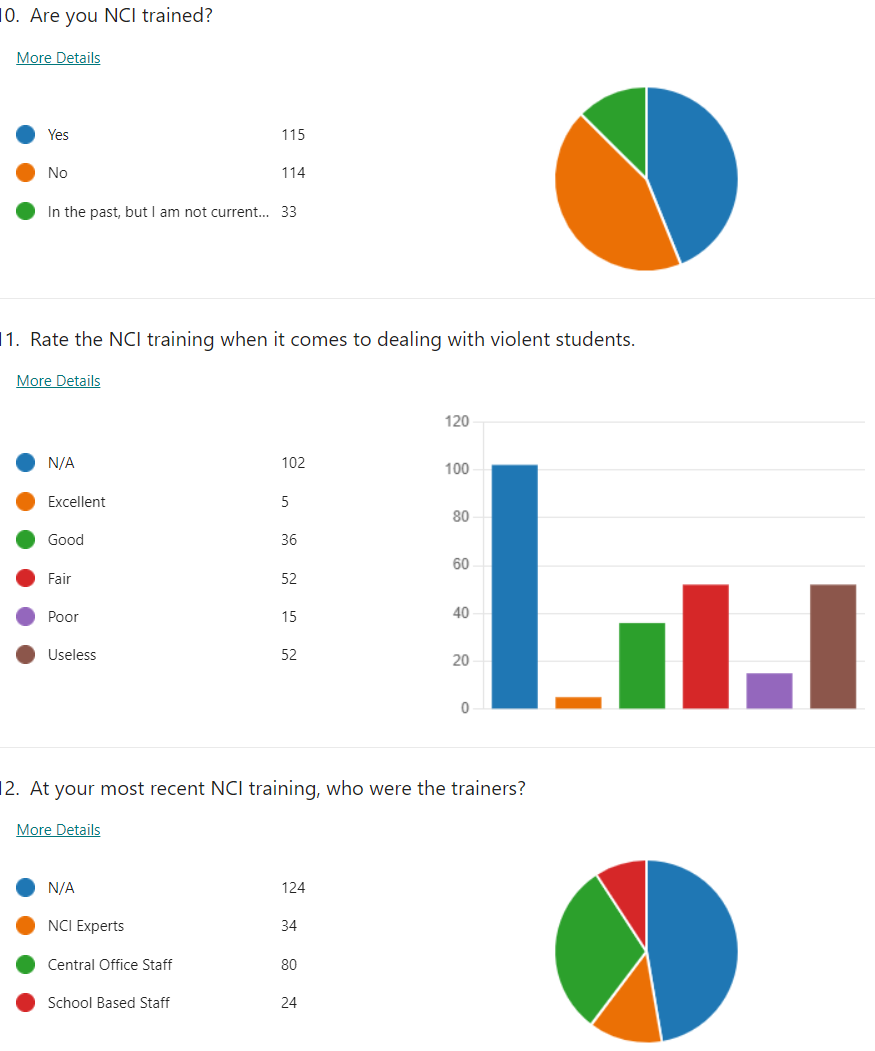 10. Are you NCI trained?
More Details
Yes 115
No 114
In the past, but I am not current... 33
11. Rate the NCI training when it comes to dealing with violent students.
More Details
N/A 102
Excellent 5
Good 36
Fair 52
Poor 15
Useless 52
120
100
80
60
40
20
0
12. At your most recent NCI training, who were the trainers?
More Details
N/A 124
NCI Experts 34
Central Office Staff 80
School Based Staff 24